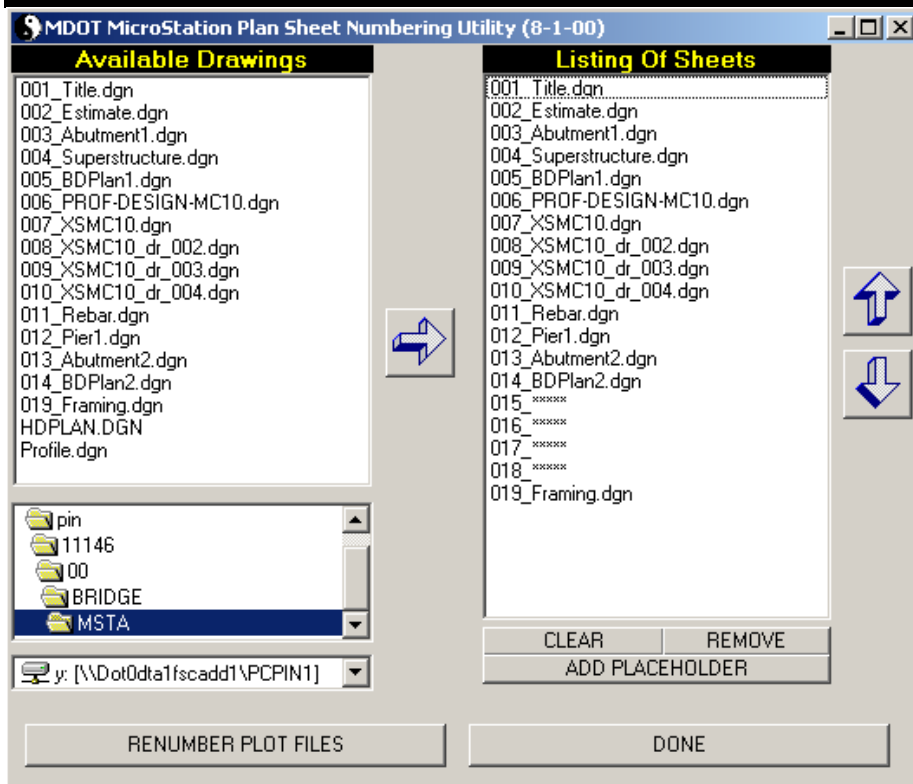 MDOT MicroStation Plan Sheet Numbering Utility (8-1-00)
Available Drawings
001_Title.dgn
002_Estimate.dgn
003_Abutment1.dgn
004_Superstructure.dgn
005_BDPlan1.dgn
006_PROF-DESIGN-MC10.dgn
007_XSMC10.dgn
008_XSMC10_dr_002.dgn
009_XSMC10_dr_003.dgn
010_XSMC10_dr_004.dgn
011_Rebar.dgn
012_Pier1.dgn
013_Abutment2.dgn
014_BDPlan2.dgn
019_Framing.dgn
HDPLAN.DGN
Profile.dgn
pin
11146
00
BRIDGE
MSTA
y: [\\Dot0dta1fscadd1\PCPIN1]
Listing Of Sheets
001_Title.dgn
002_Estimate.dgn
003_Abutment1.dgn
004_Superstructure.dgn
005_BDPlan1.dgn
006_PROF-DESIGN-MC10.dgn
007_XSMC10.dgn
008_XSMC10_dr_002.dgn
009_XSMC10_dr_003.dgn
010_XSMC10_dr_004.dgn
011_Rebar.dgn
012_Pier1.dgn
013_Abutment2.dgn
014_BDPlan2.dgn
015_*****
016_*****
017_*****
018_*****
019_Framing.dgn
CLEAR REMOVE
ADD PLACEHOLDER
RENUMBER PLOT FILES
DONE